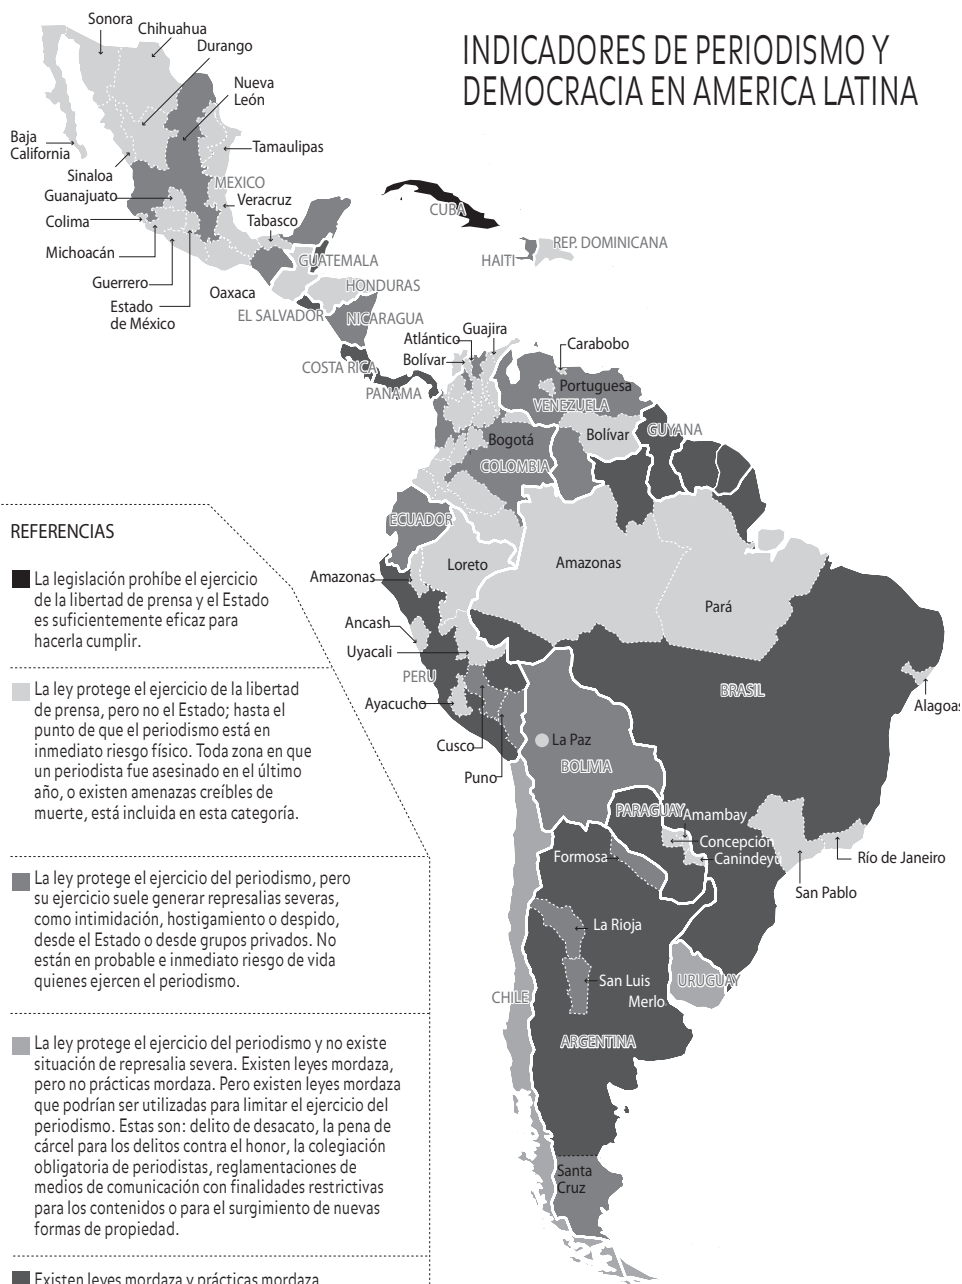 INDICADORES DE PERIODISMO Y
DEMOCRACIA EN AMERICA LATINA
Sonora
Chihuahua
Durango
Nueva
León
Baja
California
Tamaulipas
Sinaloa
MEXICO
Guanajuato
Veracruz
Colima
Tabasco
CUBA
Michoacán
REP. DOMINICANA
HAITI
GUATEMALA
Guerrero
HONDURAS
Oaxaca
Estado
de México
EL SALVADOR
NICARAGUA
Guajira
Atlántico
Carabobo
Bolívar
COSTA RICA
PANAMA
Portuguesa
VENEZUELA
Bolívar
GUYANA
Bogotá
COLOMBIA
ECUADOR
Loreto
Amazonas
Amazonas
Pará
Ancash
Uyacali
PERU
BRASIL
Ayacucho
Alagoas
Cusco
La Paz
BOLIVIA
Puno
PARAGUAY
Amambay
Concepción
Canindeyú
Formosa
Río de Janeiro
San Pablo
La Rioja
San Luis
URUGUAY
CHILE
Merlo
ARGENTINA
Santa
Cruz
REFERENCIAS
La legislación prohíbe el ejercicio
de la libertad de prensa y el Estado
es suficientemente eficaz para
hacerla cumplir.
La ley protege el ejercicio de la libertad
de prensa, pero no el Estado; hasta el
punto de que el periodismo está en
inmediato riesgo físico. Toda zona en que
un periodista fue asesinado en el último
año, o existen amenazas creíbles de
muerte, está incluida en esta categoría.
La ley protege el ejercicio del periodismo, pero
su ejercicio suele generar represalias severas,
como intimidación, hostigamiento o despido,
desde el Estado o desde grupos privados. No
están en probable e inmediato riesgo de vida
quienes ejercen el periodismo.
La ley protege el ejercicio del periodismo y no existe
situación de represalia severa. Existen leyes mordaza,
pero no prácticas mordaza. Pero existen leyes mordaza
que podrían ser utilizadas para limitar el ejercicio del
periodismo. Estas son: delito de desacato, la pena de
cárcel para los delitos contra el honor, la colegiación
obligatoria de periodistas, reglamentaciones de
medios de comunicación con finalidades restrictivas
para los contenidos o para el surgimiento de nuevas
formas de propiedad.
Existen leyes mordaza y prácticas mordaza